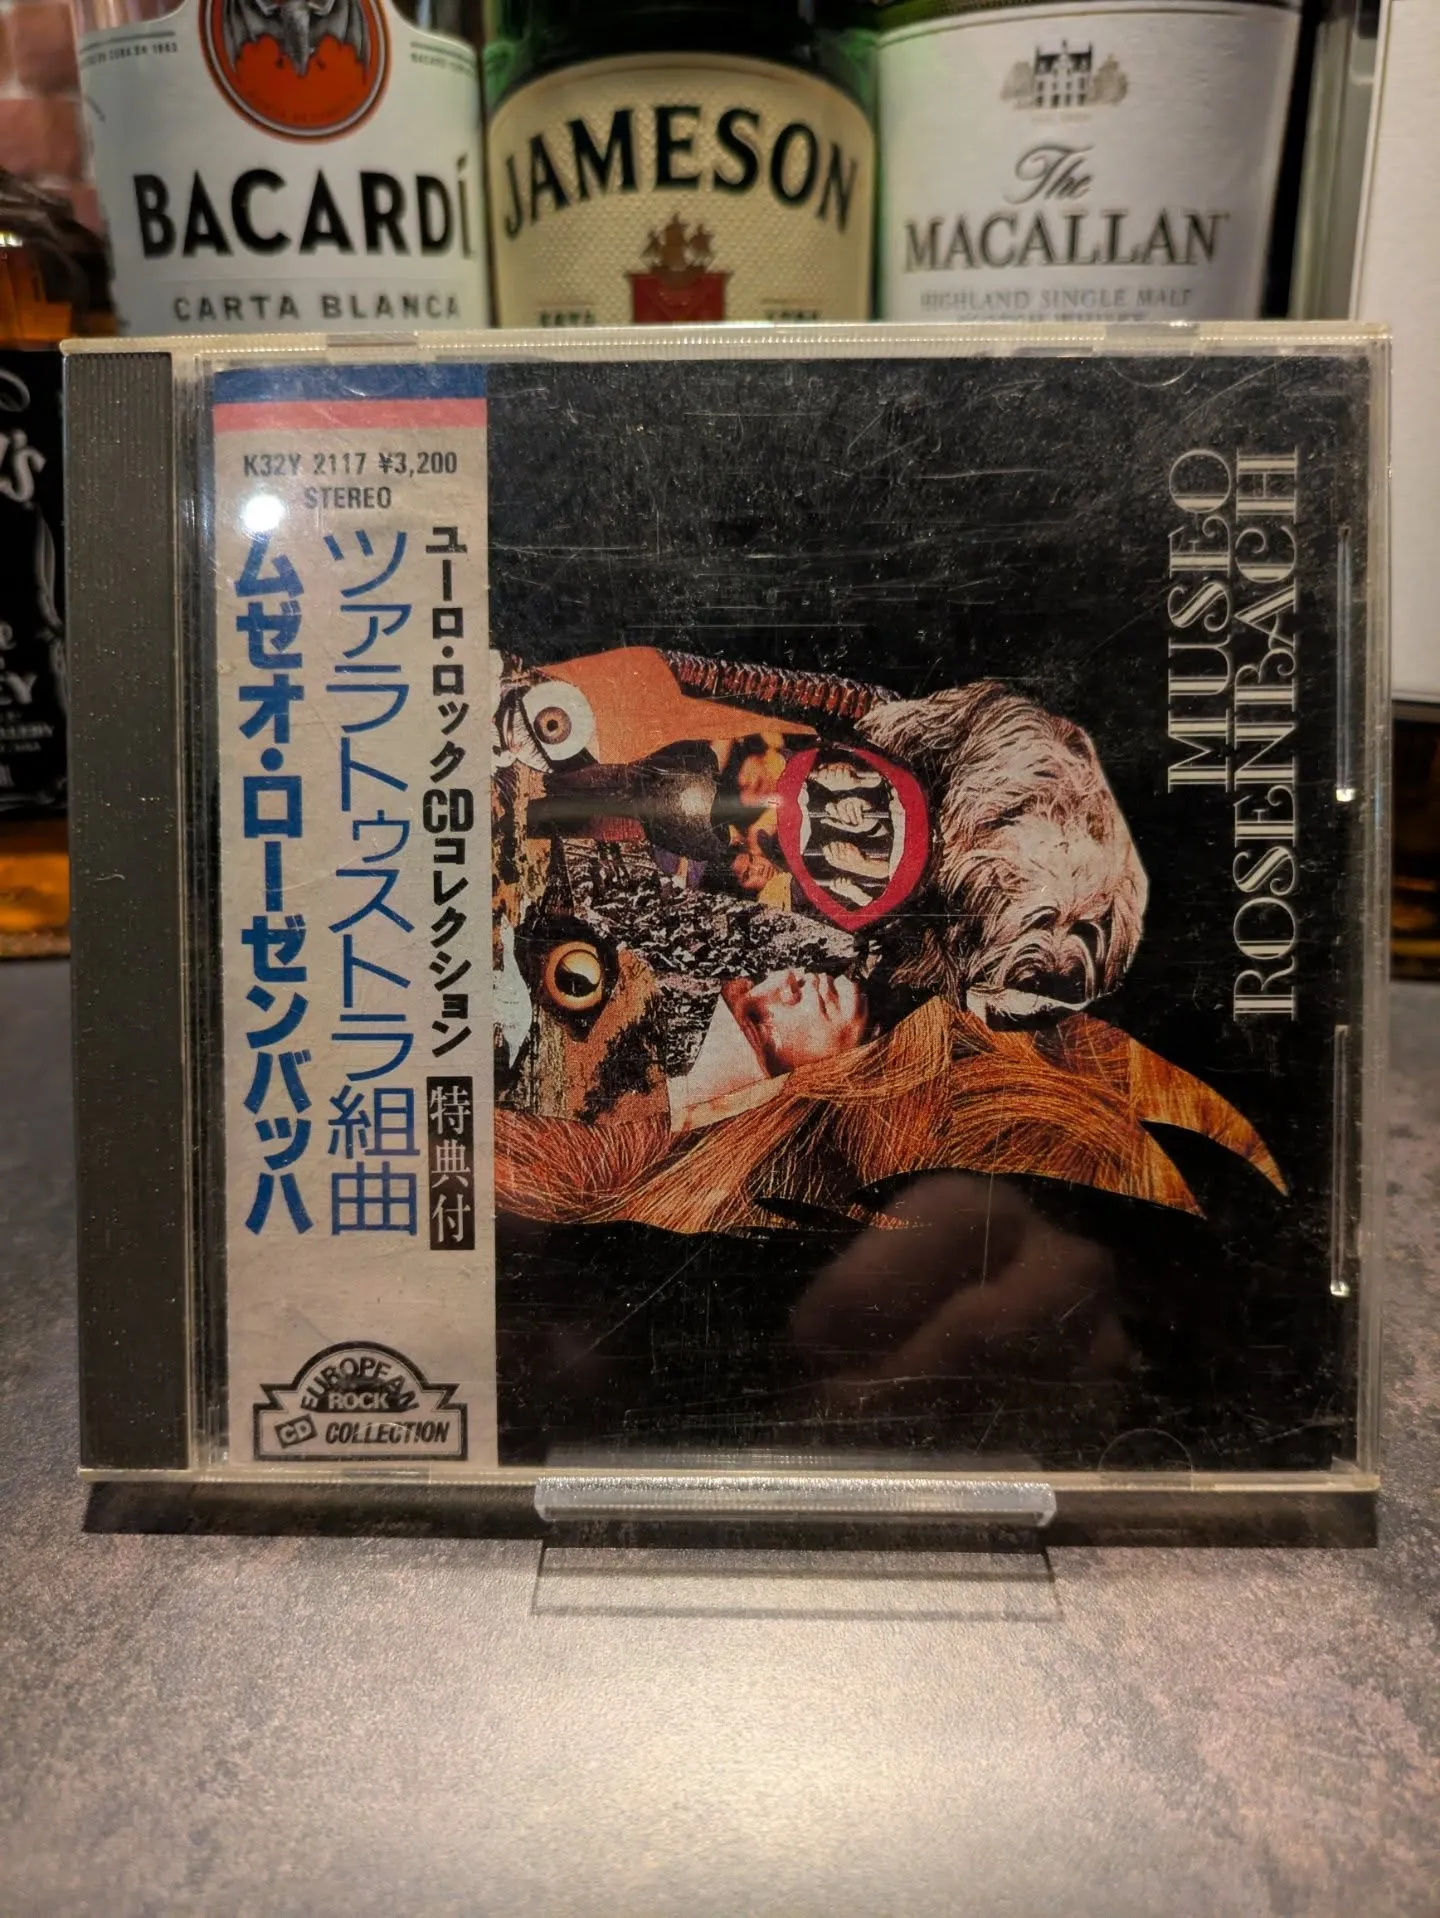 BACARDÍ
CARTA BLANCA
JAMESON
The
MACALLAN
HIGHLAND SINGLE MALT
SCOTCH WHISKY
K32Y 2117 ¥3,200
STEREO
ユーロ・ロックCDコレクション 特典付
ツァラトゥストラ組曲
ムゼオ・ローゼンバッハ
EUROPEAN
ROCK
CD COLLECTION
MUSEO
ROSENBACH